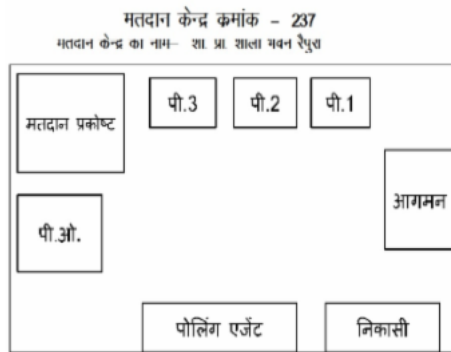 मतदान केन्द्र क्रमांक - 237
मतदान केन्द्र का नाम- शा. प्रा. शाला भवन रैपुरा
मतदान प्रकोष्ट
पी.3
पी.2
पी.1
आगमन
पी.ओ.
पोलिंग एजेंट
निकासी